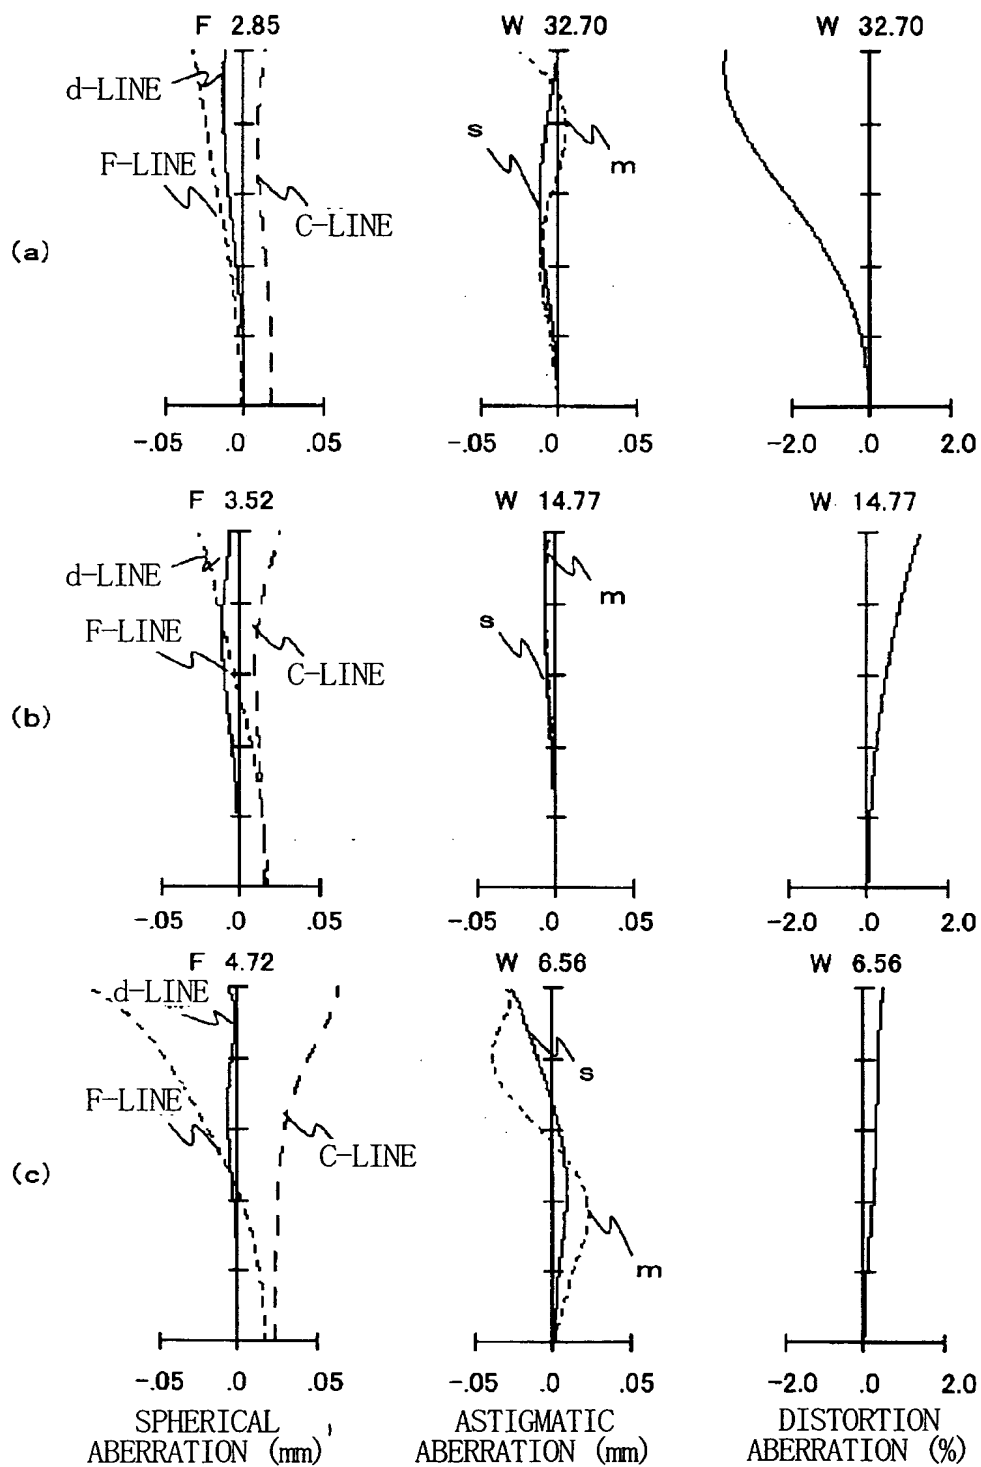 F 2.85
W 32.70
W 32.70
d-LINE
F-LINE
C-LINE
s
m
(a)
-.05 .0 .05
-.05 .0 .05
-2.0 .0 2.0
F 3.52
W 14.77
W 14.77
d-LINE
F-LINE
C-LINE
s
m
(b)
-.05 .0 .05
-.05 .0 .05
-2.0 .0 2.0
F 4.72
W 6.56
W 6.56
d-LINE
F-LINE
C-LINE
s
m
(c)
-.05 .0 .05
-.05 .0 .05
-2.0 .0 2.0
SPHERICAL
ABERRATION (mm)
ASTIGMATIC
ABERRATION (mm)
DISTORTION
ABERRATION (%)